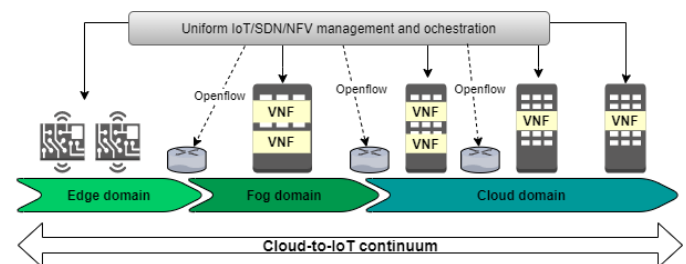 Uniform IoT/SDN/NFV management and ochestration
Openflow
Openflow
Openflow
VNF
VNF
VNF
VNF
VNF
VNF
Edge domain
Fog domain
Cloud domain
Cloud-to-IoT continuum